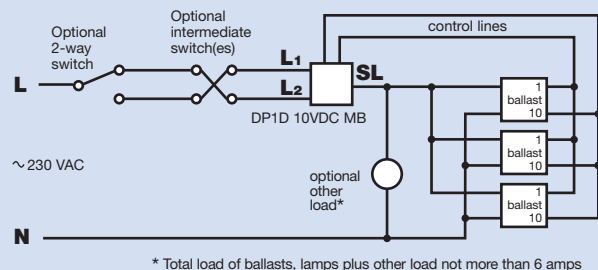 Optional
2-way
switch
Optional
intermediate
switch(es)
control lines
L
L1
L2
SL
DP1D 10VDC MB
1
ballast
10
1
ballast
10
1
ballast
10
~ 230 VAC
optional
other
load*
N
* Total load of ballasts, lamps plus other load not more than 6 amps